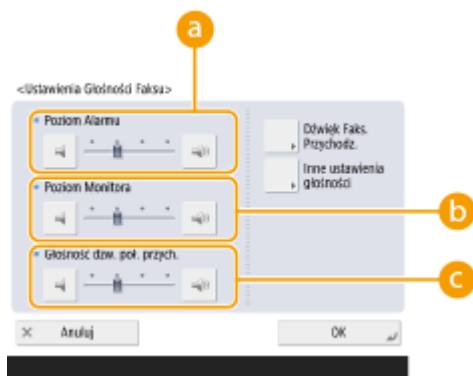 a
<Ustawienia Głośności Faksu>
Poziom Alarmu
Poziom Monitora
b
Głośność dzw. poł. przych.
c
Dźwięk Faks.
Przychodz.
Inne ustawienia
głośności
Anuluj
OK